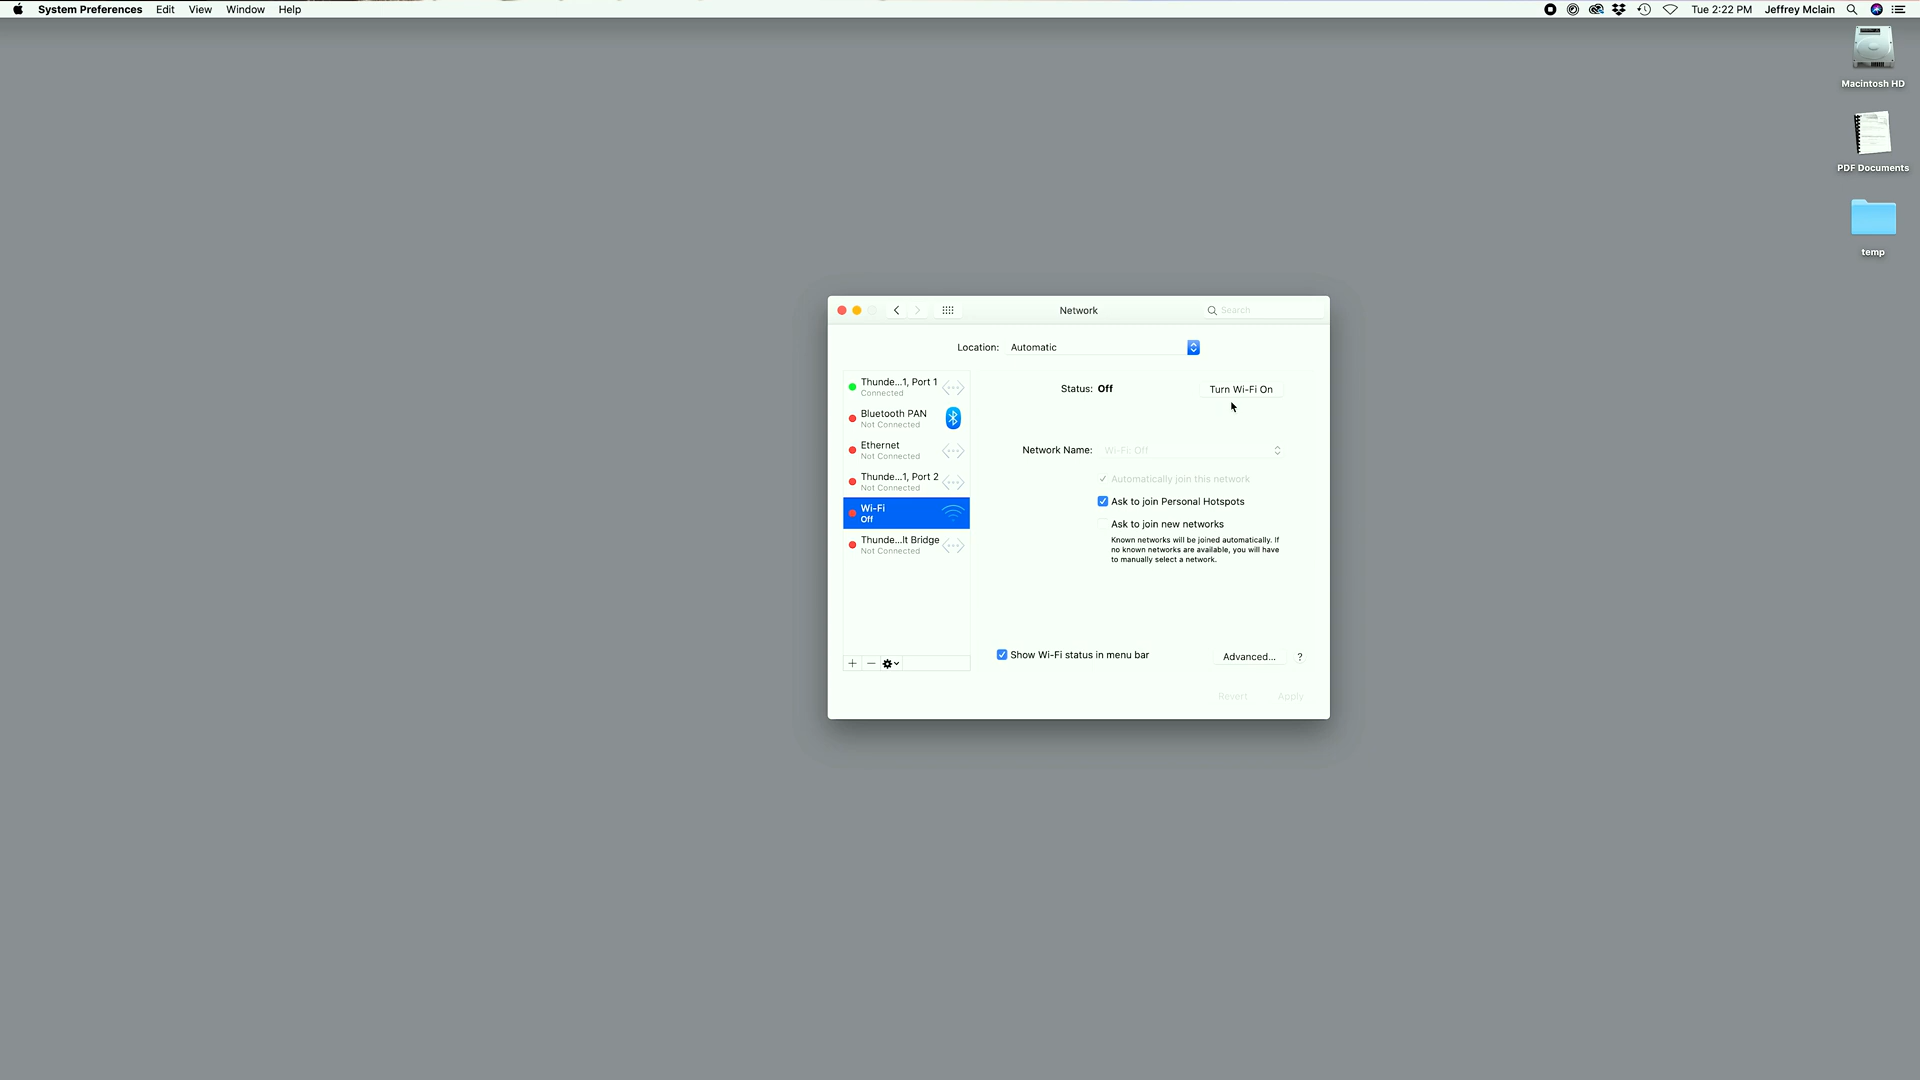 System Preferences Edit View Window Help
Tue 2:22 PM Jeffrey Mclain
Macintosh HD
PDF Documents
temp
Network
Search
Location: Automatic
Thunde...1, Port 1
Connected
Bluetooth PAN
Not Connected
Ethernet
Not Connected
Thunde...1, Port 2
Not Connected
Wi-Fi
Off
Thunde...lt Bridge
Not Connected
Status: Off
Turn Wi-Fi On
Network Name: Wi-Fi: Off
Automatically join this network
Ask to join Personal Hotspots
Ask to join new networks
Known networks will be joined automatically. If
no known networks are available, you will have
to manually select a network.
Show Wi-Fi status in menu bar
Advanced...
?
Revert
Apply